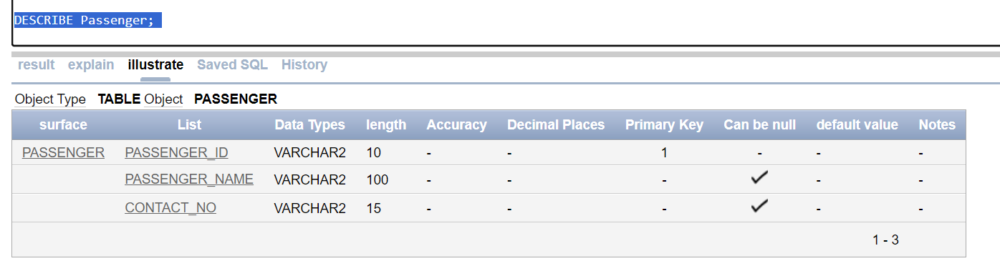 DESCRIBE Passenger;
result explain illustrate Saved SQL History
Object Type TABLE Object PASSENGER
surface List Data Types length Accuracy Decimal Places Primary Key Can be null default value Notes
PASSENGER PASSENGER_ID VARCHAR2 10 - - 1 - - -
PASSENGER_NAME VARCHAR2 100 - - - ✓ - -
CONTACT_NO VARCHAR2 15 - - - ✓ - -
1 - 3